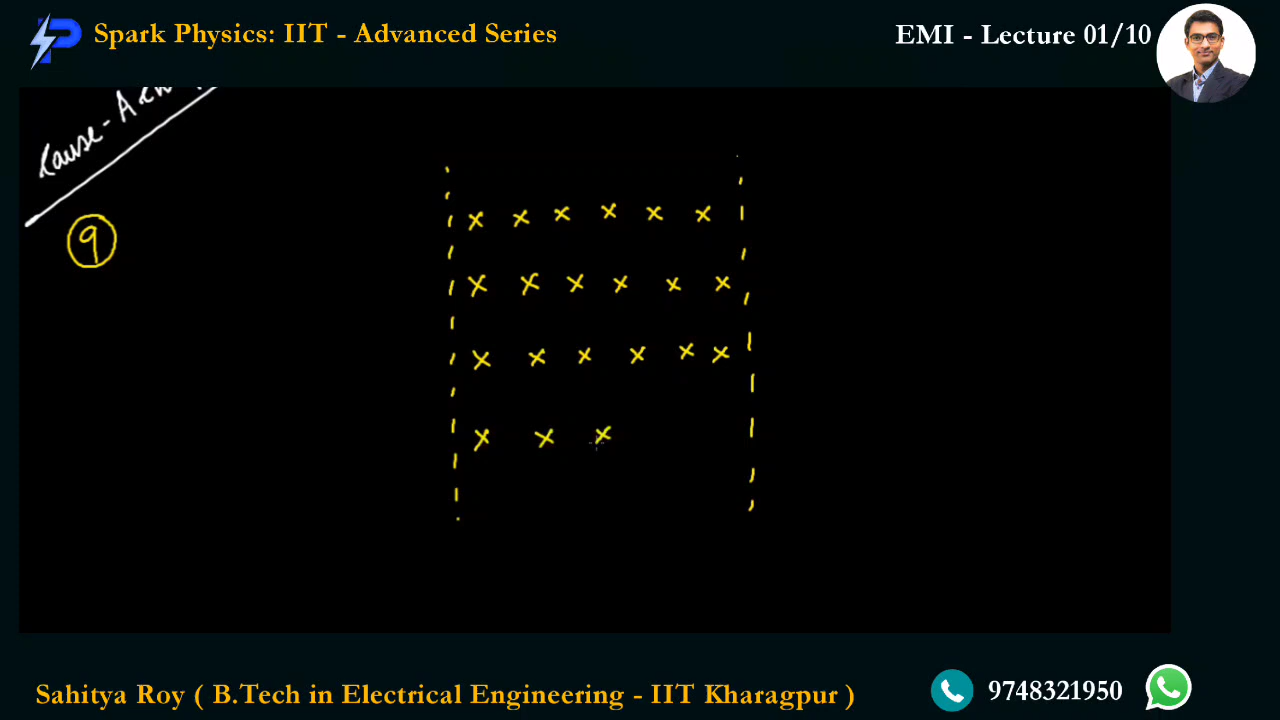 Spark Physics: IIT - Advanced Series
EMI - Lecture 01/10
Cause-
9
x x x x x x
x x x x x x
x x x x x x
x x x
Sahitya Roy ( B.Tech in Electrical Engineering - IIT Kharagpur )
9748321950